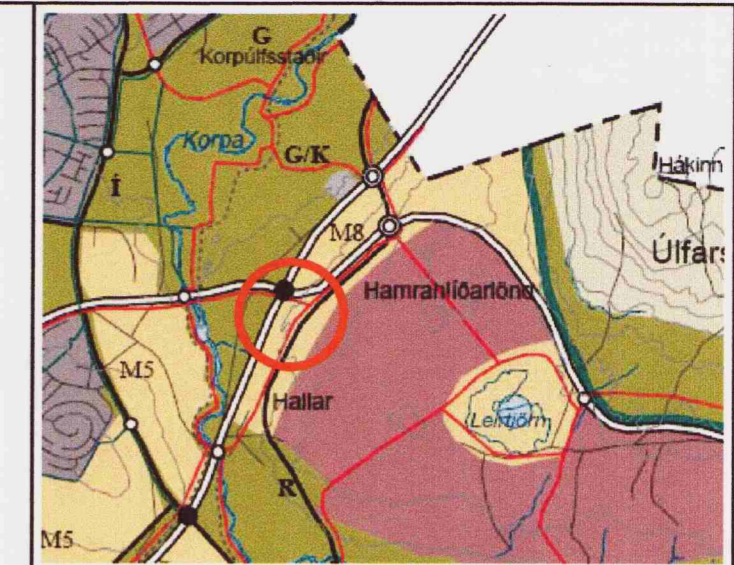 G
Korpúlfsstaðir
Korpa
G/K
Hákinn
Í
M8
Úlfars
Hamrahlíðarlönd
M5
Hallar
Leirtjörn
R
M5